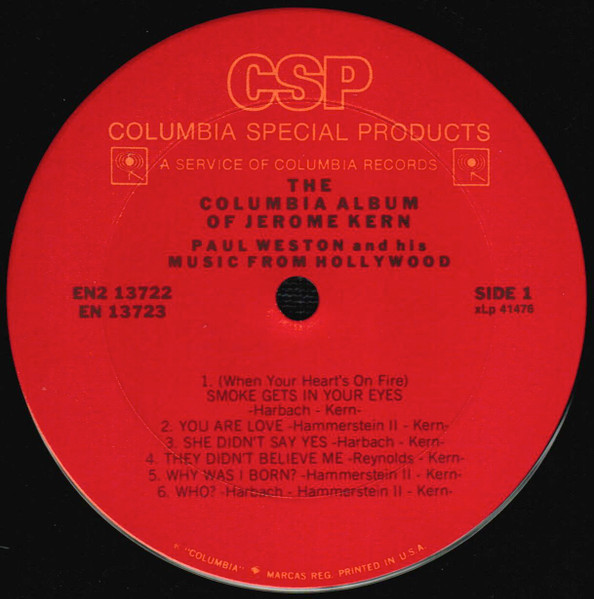 CSP
COLUMBIA SPECIAL PRODUCTS
A SERVICE OF COLUMBIA RECORDS
THE
COLUMBIA ALBUM
OF JEROME KERN
PAUL WESTON and his
MUSIC FROM HOLLYWOOD
EN2 13722
EN 13723
SIDE 1
xLp 41476
1. (When Your Heart's On Fire)
SMOKE GETS IN YOUR EYES
-Harbach - Kern-
2. YOU ARE LOVE -Hammerstein II - Kern-
3. SHE DIDN'T SAY YES -Harbach - Kern-
4. THEY DIDN'T BELIEVE ME -Reynolds - Kern-
5. WHY WAS I BORN? -Hammerstein II - Kern-
6. WHO? -Harbach - Hammerstein II - Kern-
"COLUMBIA" MARCAS REG. PRINTED IN U.S.A.